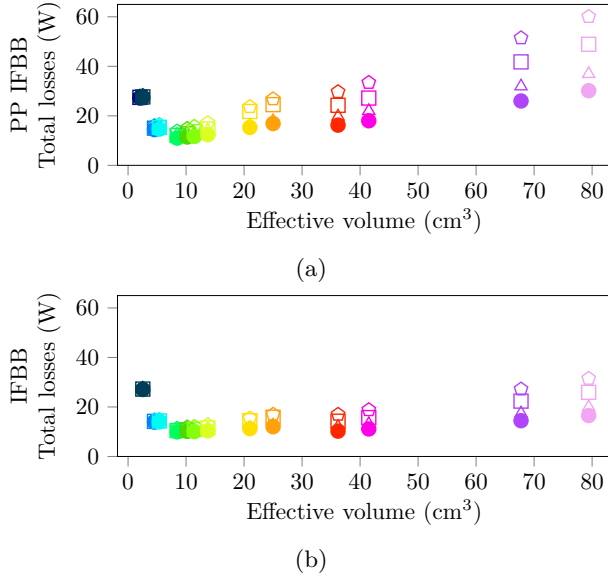 60
40
20
0
PP IFBB
Total losses (W)
0 10 20 30 40 50 60 70 80
Effective volume (cm³)
(a)
60
40
20
0
IFBB
Total losses (W)
0 10 20 30 40 50 60 70 80
Effective volume (cm³)
(b)